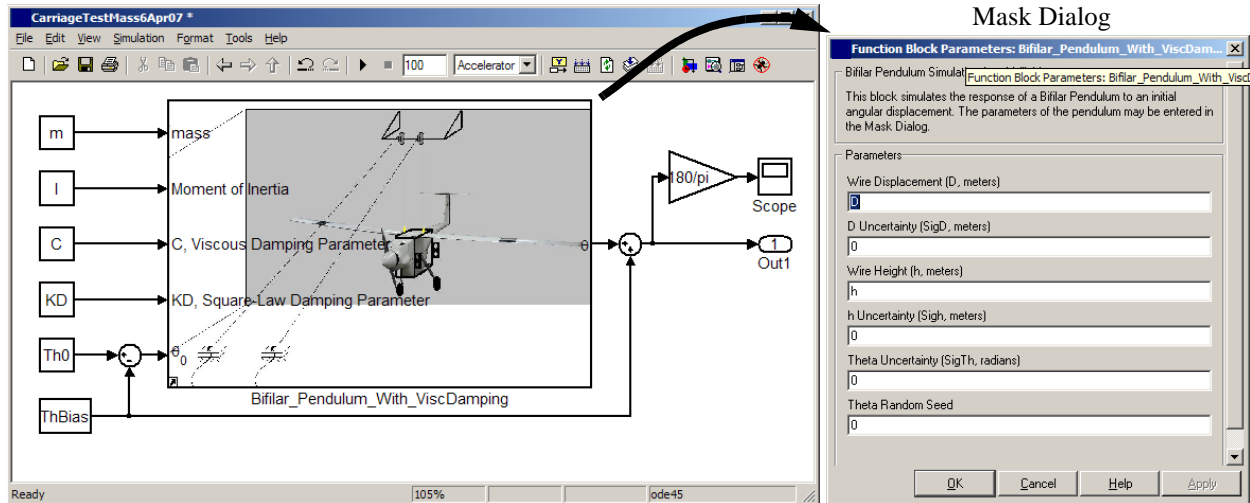 Mask Dialog
CarriageTestMass6Apr07 *
File Edit View Simulation Format Tools Help
100 Accelerator
m
mass
I
Moment of Inertia
C
C, Viscous Damping Parameter
KD
KD, Square-Law Damping Parameter
Th0
θ0
ThBias
θ
Bifilar_Pendulum_With_ViscDamping
180/pi
Scope
1
Out1
Ready 105% ode45
Function Block Parameters: Bifilar_Pendulum_With_ViscDam...
Bifilar Pendulum Simulat
Function Block Parameters: Bifilar_Pendulum_With_Visc
This block simulates the response of a Bifilar Pendulum to an initial
angular displacement. The parameters of the pendulum may be entered in
the Mask Dialog.
Parameters
Wire Displacement (D, meters)
D
D Uncertainty (SigD, meters)
0
Wire Height (h, meters)
h
h Uncertainty (Sigh, meters)
0
Theta Uncertainty (SigTh, radians)
0
Theta Random Seed
0
OK Cancel Help Apply